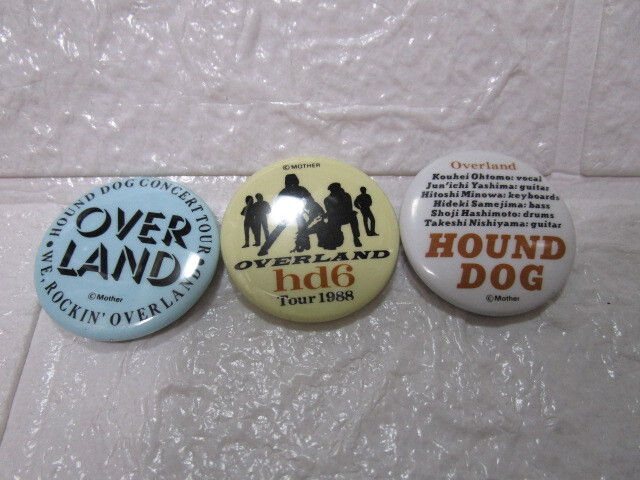 HOUND DOG CONCERT TOUR
OVER
LAND
©Mother
• WE, ROCKIN' OVERLAND
©MOTHER
OVERLAND
hd6
Tour 1988
Overland
Kouhei Ohtomo: vocal
Jun'ichi Yashima: guitar
Hitoshi Minowa: keyboards
Hideki Samejima: bass
Shoji Hashimoto: drums
Takeshi Nishiyama: guitar
HOUND
DOG
©Mother